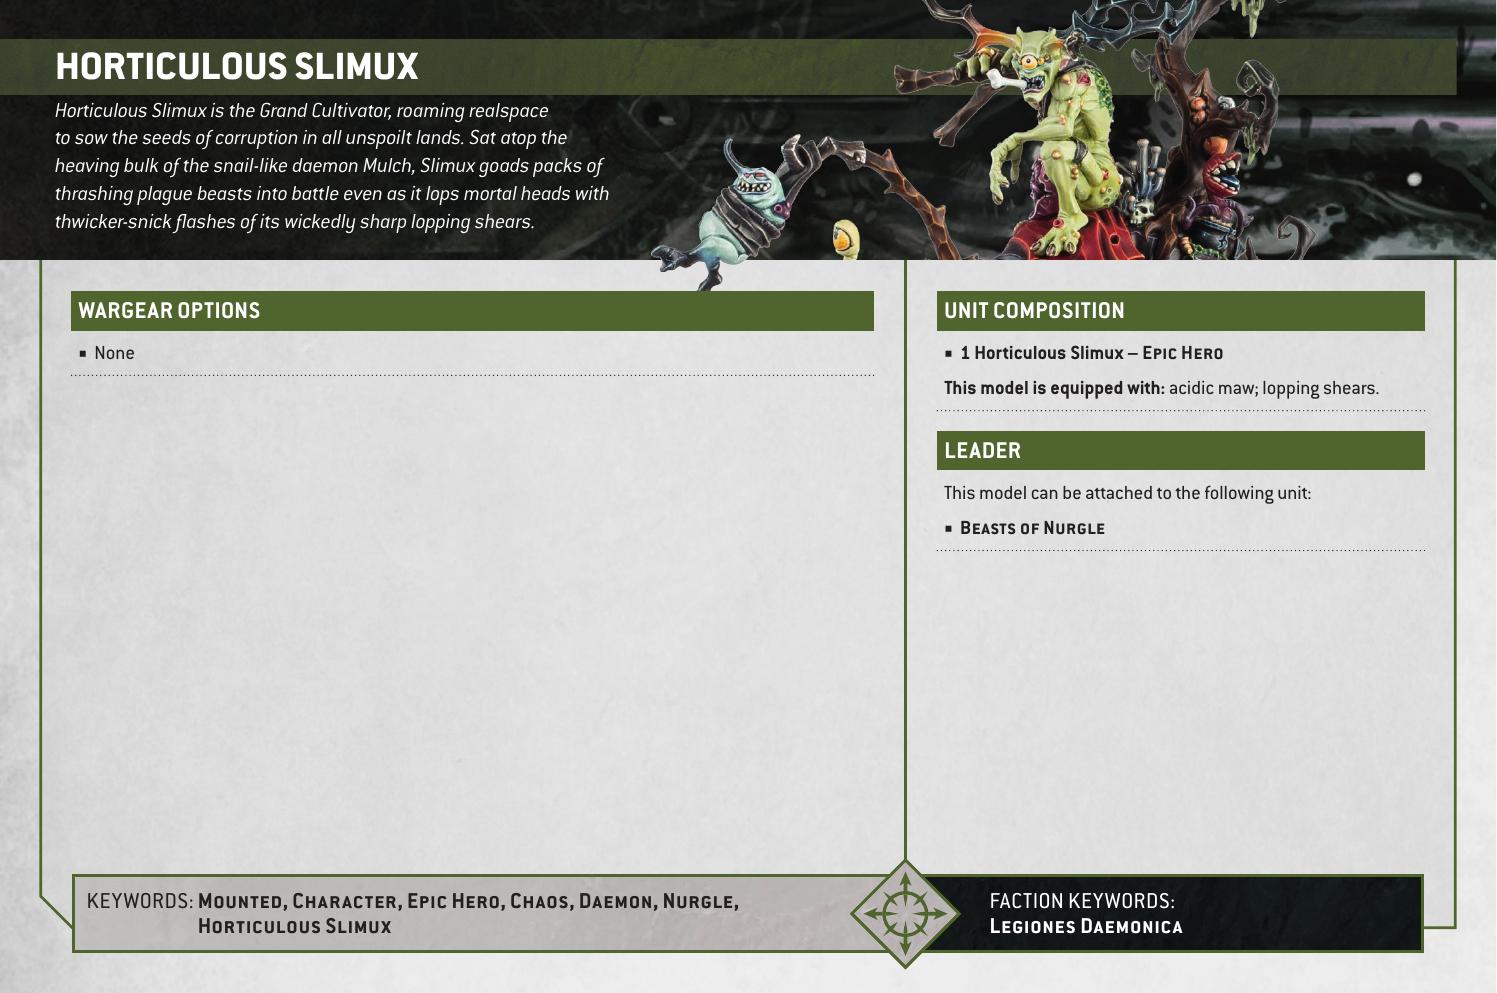 HORTICULOUS SLIMUX
Horticulous Slimux is the Grand Cultivator, roaming realspace
to sow the seeds of corruption in all unspoilt lands. Sat atop the
heaving bulk of the snail-like daemon Mulch, Slimux goads packs of
thrashing plague beasts into battle even as it lops mortal heads with
thwicker-snick flashes of its wickedly sharp lopping shears.
WARGEAR OPTIONS
▪ None
UNIT COMPOSITION
▪ 1 Horticulous Slimux – Epic Hero
This model is equipped with: acidic maw; lopping shears.
LEADER
This model can be attached to the following unit:
▪ Beasts of Nurgle
KEYWORDS: Mounted, Character, Epic Hero, Chaos, Daemon, Nurgle,
Horticulous Slimux
FACTION KEYWORDS:
Legiones Daemonica